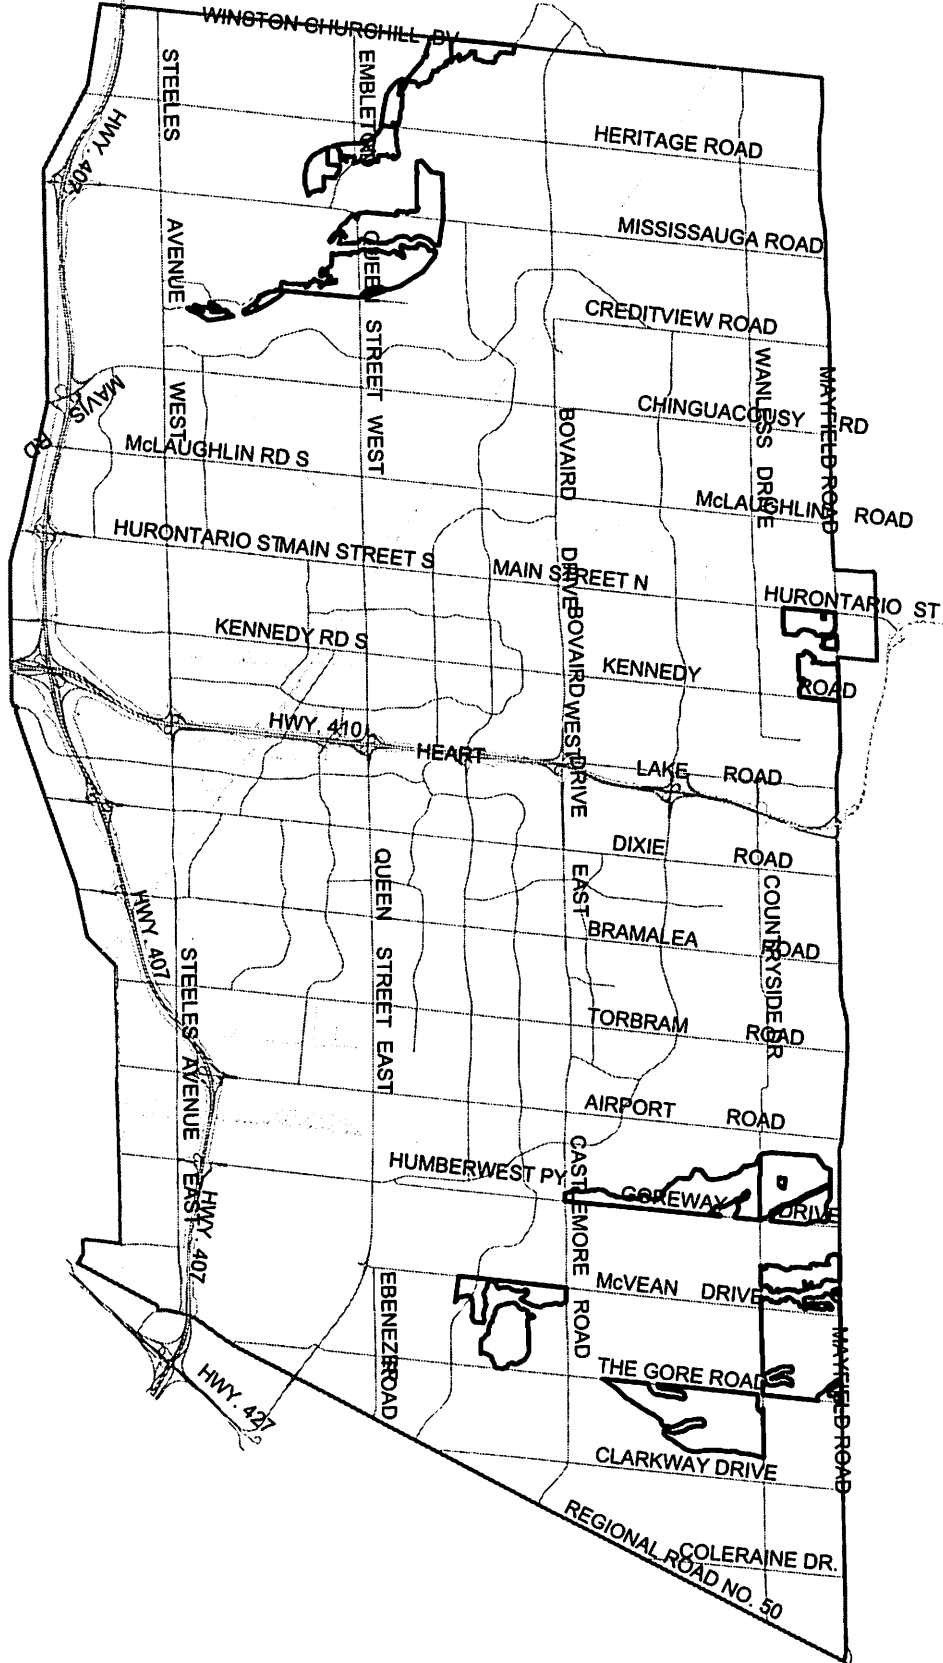 WINSTON CHURCHILL BV
STEELES
HWY. 407
HERITAGE ROAD
AVENUE
QUEEN
MISSISSAUGA ROAD
CREDITVIEW ROAD
STREET WEST
WANLESS DRIVE
MAYFIELD ROAD
MAVIS
RD
WEST
CHINGUACOUSY RD
BOVAIRD
McLAUGHLIN RD S
McLAUGHLIN ROAD
HURONTARIO ST
MAIN STREET S
MAIN STREET N
DRIVE
HURONTARIO ST
KENNEDY RD S
BOVAIRD
WEST
KENNEDY
ROAD
HWY. 410
HEART
LAKE ROAD
DRIVE
DIXIE ROAD
QUEEN STREET EAST
EAST
COUNTRYSIDE DR
BRAMALEA ROAD
HWY. 407
STEELES AVENUE EAST
TORBRAM ROAD
AIRPORT ROAD
HUMBERWEST PY
CASTLEMORE ROAD
GOREWAY DRIVE
HWY. 407
EBENEZER ROAD
McVEAN DRIVE
MAYFIELD ROAD
THE GORE ROAD
HWY. 427
CLARKWAY DRIVE
REGIONAL ROAD NO. 50
COLERAINE DR.